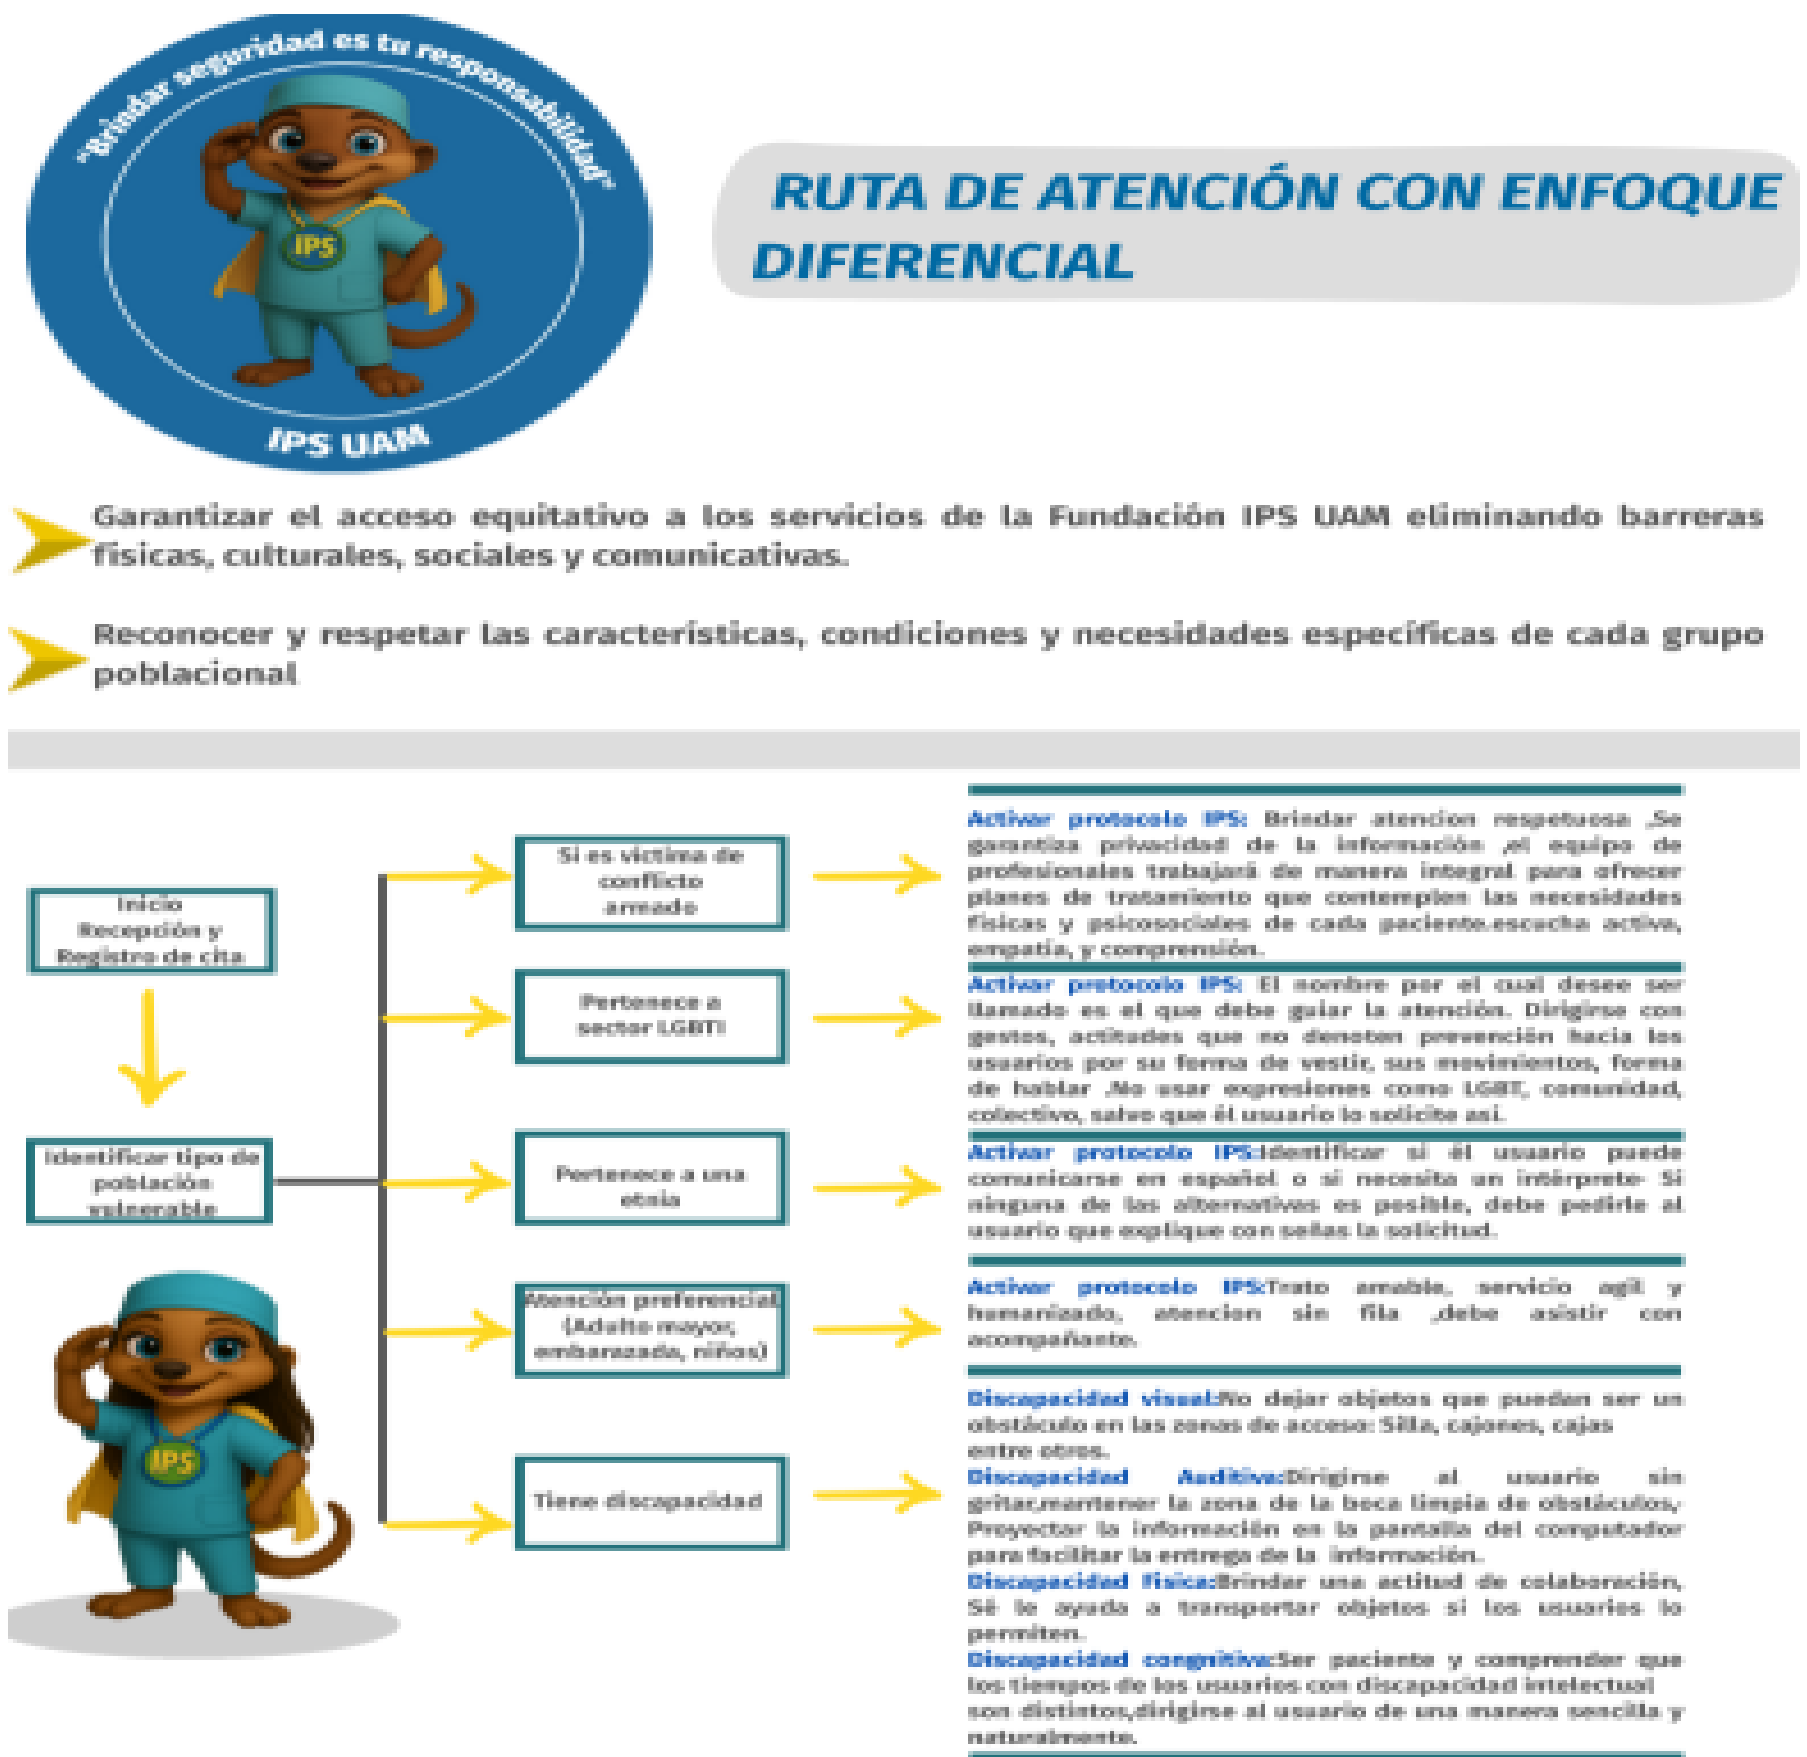 "Brindar seguridad es tu responsabilidad"
IPS
IPS UAM
RUTA DE ATENCIÓN CON ENFOQUE
DIFERENCIAL
Garantizar el acceso equitativo a los servicios de la Fundación IPS UAM eliminando barreras
físicas, culturales, sociales y comunicativas.
Reconocer y respetar las características, condiciones y necesidades específicas de cada grupo
poblacional
Inicio
Recepción y
Registro de cita
Identificar tipo de
población
vulnerable
IPS
Si es victima de
conflicto
armado
Pertenece a
sector LGBTI
Pertenece a una
etnia
Atención preferencial
(Adulto mayor,
embarazada, niños)
Tiene discapacidad
Activar protocolo IPS: Brindar atencion respetuosa ,Se
garantiza privacidad de la información ,el equipo de
profesionales trabajará de manera integral para ofrecer
planes de tratamiento que contemplen las necesidades
físicas y psicosociales de cada paciente.escucha activa,
empatía, y comprensión.
Activar protocolo IPS: El nombre por el cual desee ser
llamado es el que debe guiar la atención. Dirigirse con
gestos, actitudes que no denoten prevención hacia los
usuarios por su forma de vestir, sus movimientos, forma
de hablar .No usar expresiones como LGBT, comunidad,
colectivo, salvo que él usuario lo solicite asi.
Activar protocolo IPS:Identificar si él usuario puede
comunicarse en español o si necesita un intérprete- Si
ninguna de las alternativas es posible, debe pedirle al
usuario que explique con señas la solicitud.
Activar protocolo IPS:Trato amable, servicio agil y
humanizado, atencion sin fila ,debe asistir con
acompañante.
Discapacidad visual:No dejar objetos que puedan ser un
obstáculo en las zonas de acceso: Silla, cajones, cajas
entre otros.
Discapacidad Auditiva:Dirigirse al usuario sin
gritar,mantener la zona de la boca limpia de obstáculos,
Proyectar la información en la pantalla del computador
para facilitar la entrega de la información.
Discapacidad física:Brindar una actitud de colaboración,
Sé le ayuda a transportar objetos si los usuarios lo
permiten.
Discapacidad congnitiva:Ser paciente y comprender que
los tiempos de los usuarios con discapacidad intelectual
son distintos,dirigirse al usuario de una manera sencilla y
naturalmente.